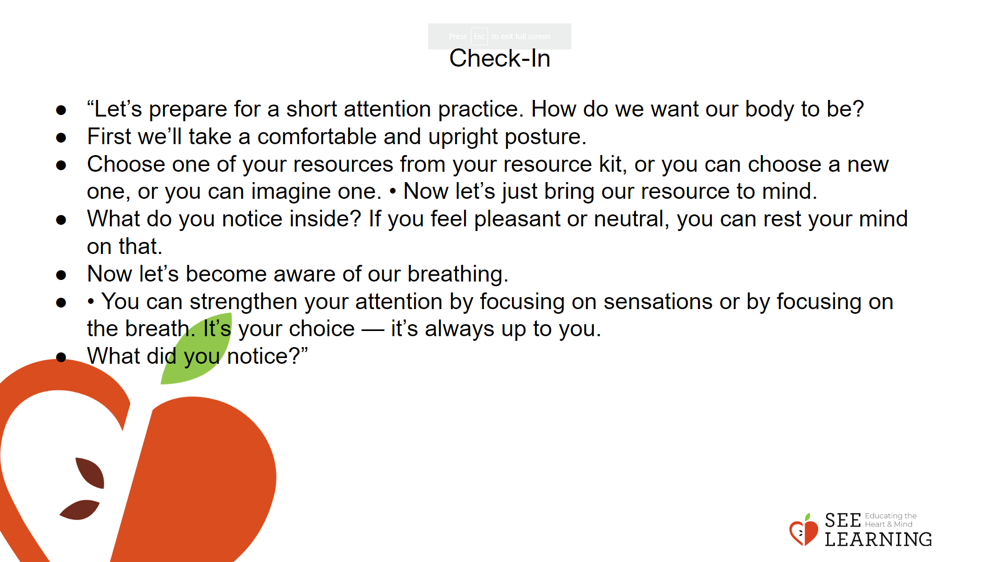 Press Esc to exit full screen
Check-In
● “Let’s prepare for a short attention practice. How do we want our body to be?
● First we’ll take a comfortable and upright posture.
● Choose one of your resources from your resource kit, or you can choose a new
one, or you can imagine one. • Now let’s just bring our resource to mind.
● What do you notice inside? If you feel pleasant or neutral, you can rest your mind
on that.
● Now let’s become aware of our breathing.
● • You can strengthen your attention by focusing on sensations or by focusing on
the breath. It’s your choice — it’s always up to you.
● What did you notice?”
SEE Educating the
Heart & Mind
LEARNING